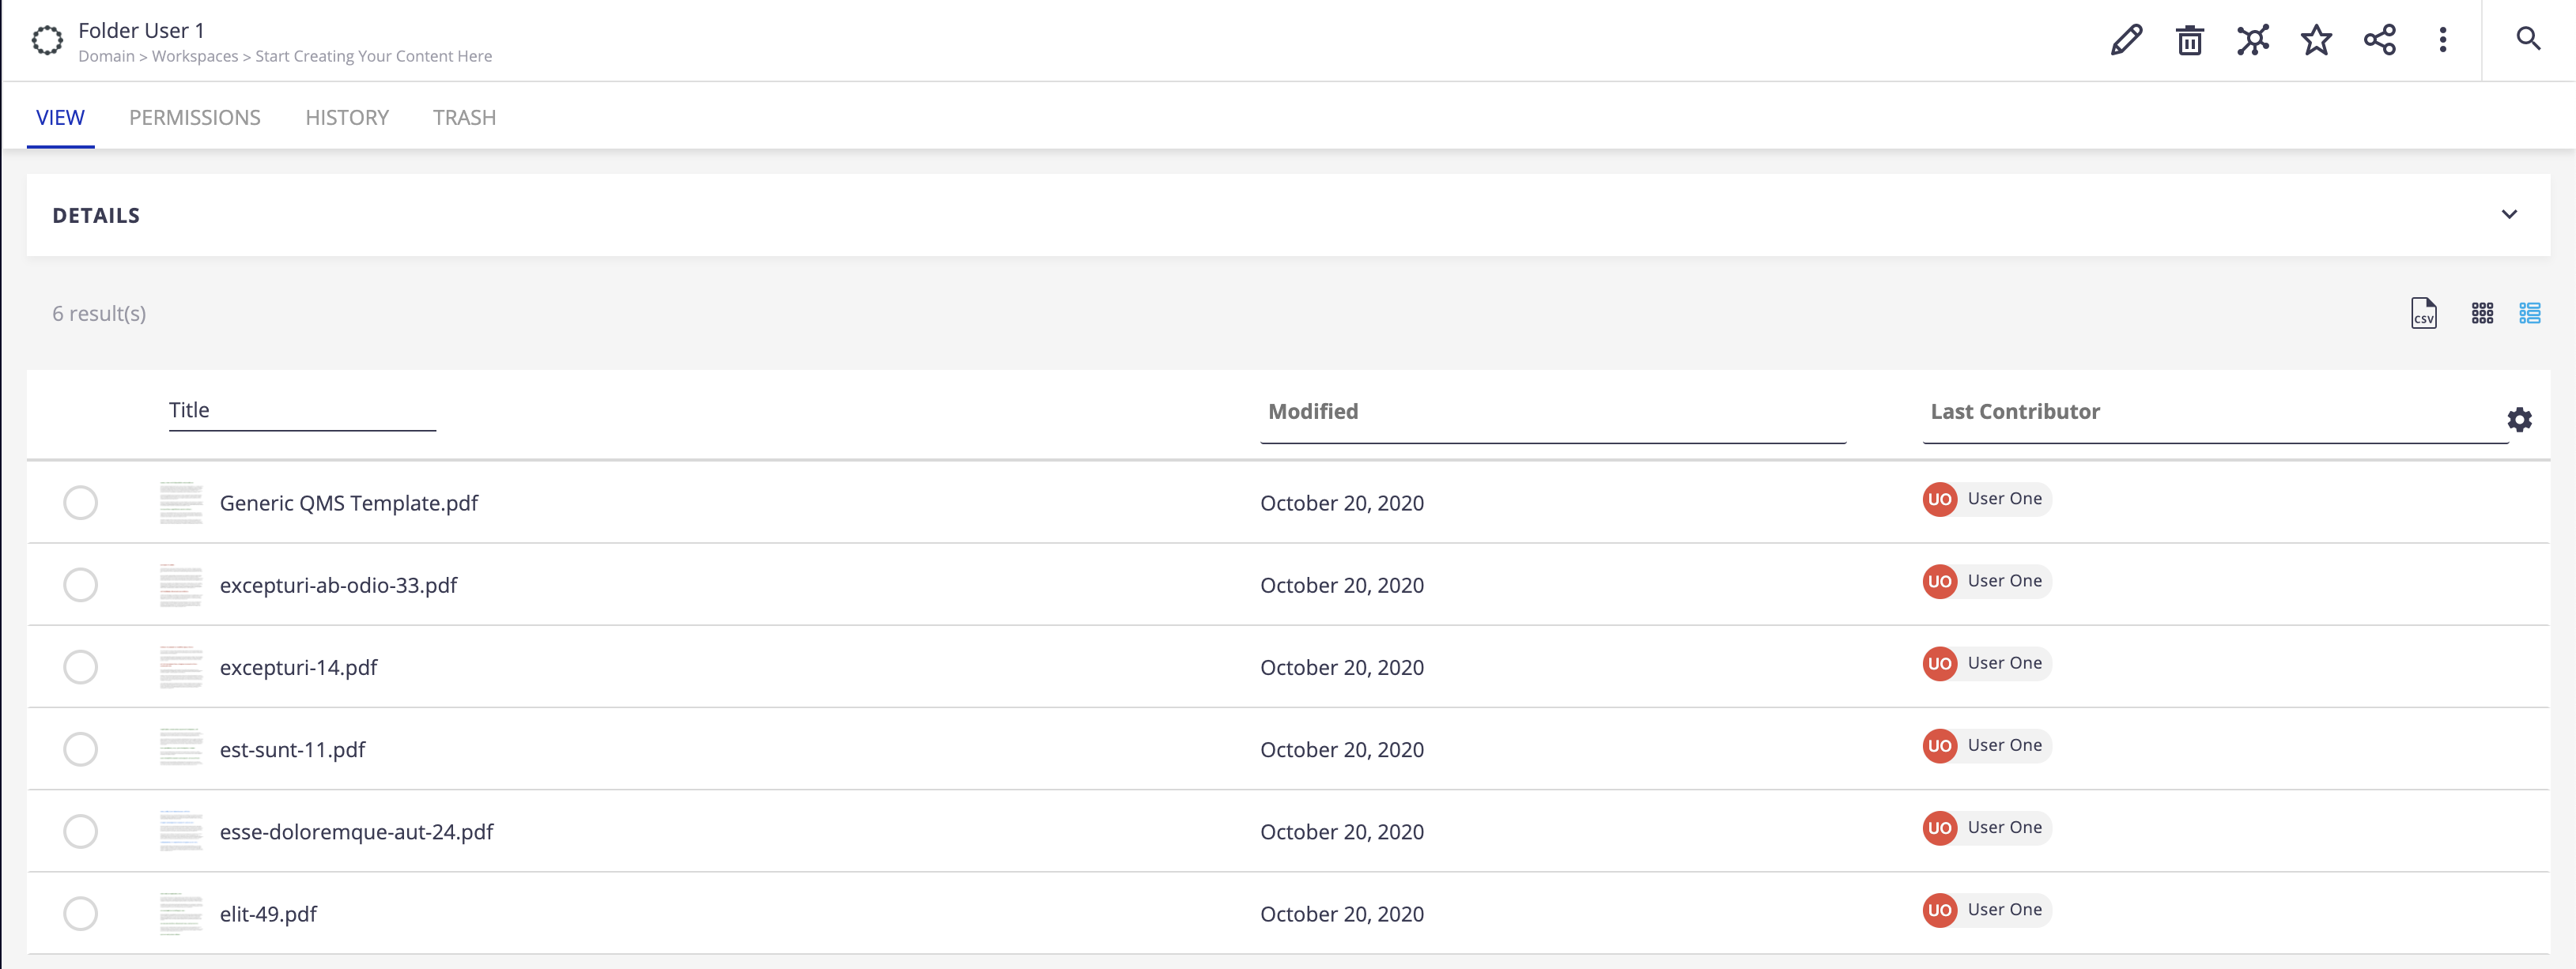 Folder User 1
Domain > Workspaces > Start Creating Your Content Here
VIEW PERMISSIONS HISTORY TRASH
DETAILS
6 result(s) CSV
Title Modified Last Contributor
Generic QMS Template.pdf October 20, 2020 UO User One
excepturi-ab-odio-33.pdf October 20, 2020 UO User One
excepturi-14.pdf October 20, 2020 UO User One
est-sunt-11.pdf October 20, 2020 UO User One
esse-doloremque-aut-24.pdf October 20, 2020 UO User One
elit-49.pdf October 20, 2020 UO User One